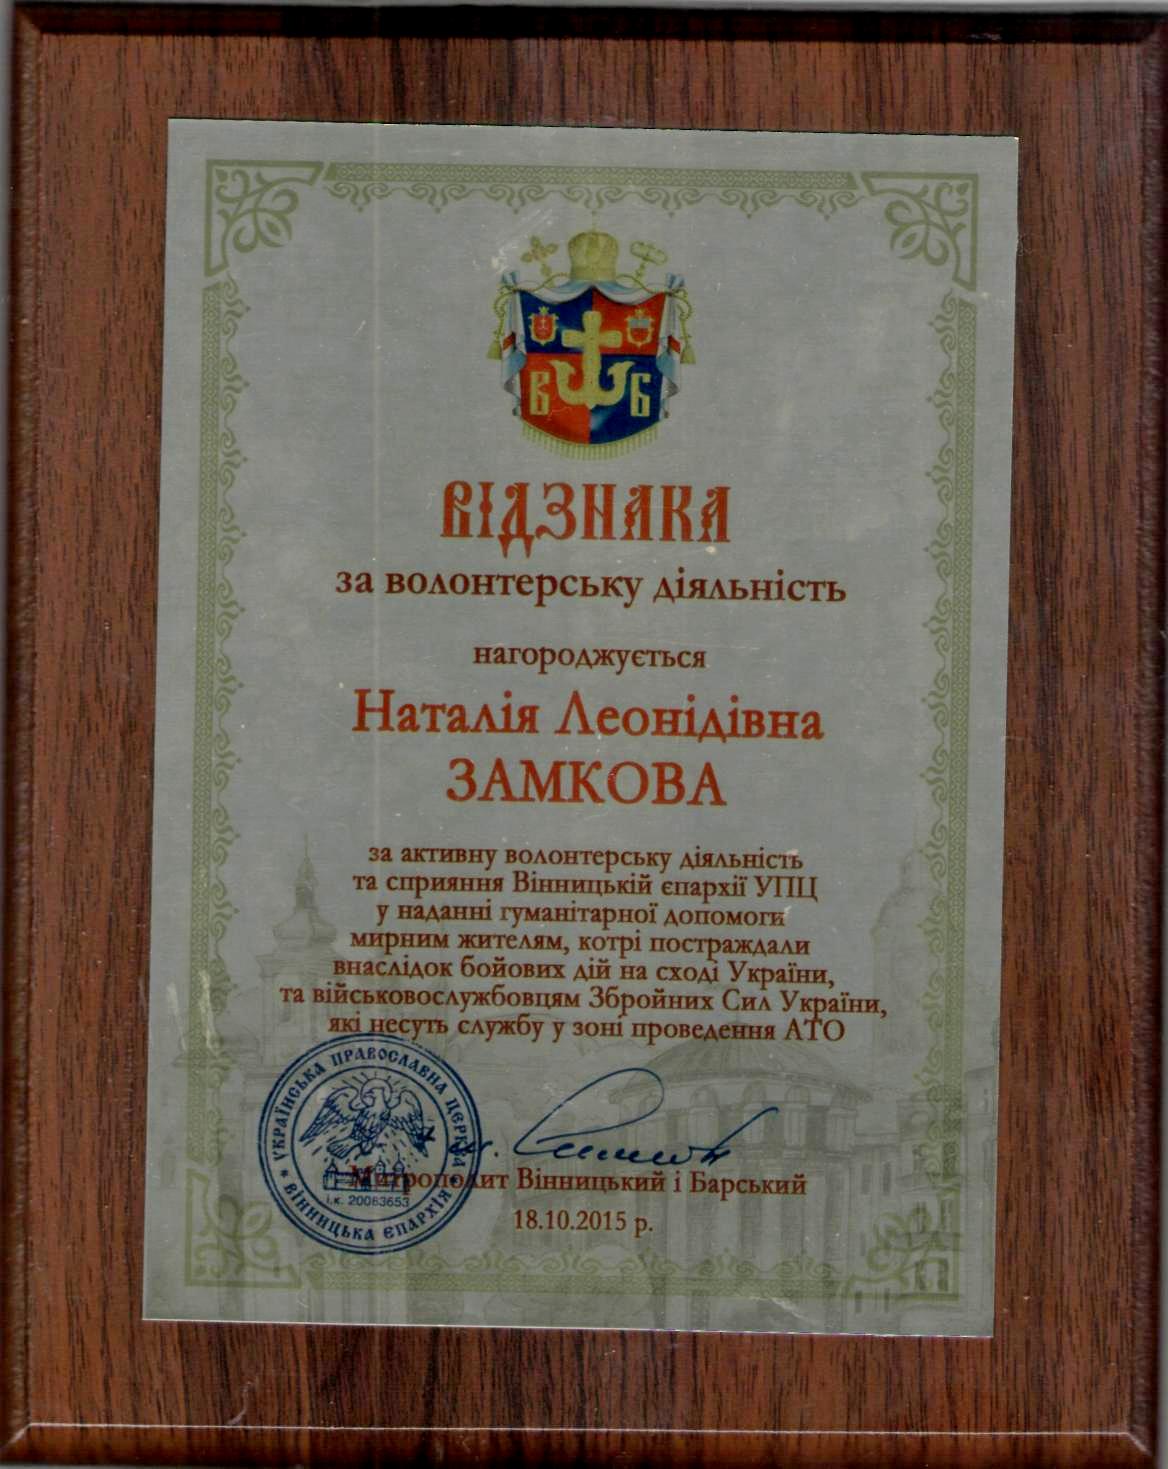 В Б
ВІДЗНАКА
за волонтерську діяльність
нагороджується
Наталія Леонідівна
ЗАМКОВА
за активну волонтерську діяльність
та сприяння Вінницькій єпархії УПЦ
у наданні гуманітарної допомоги
мирним жителям, котрі постраждали
внаслідок бойових дій на сході України,
та військовослужбовцям Збройних Сил України,
які несуть службу у зоні проведення АТО
УКРАЇНСЬКА ПРАВОСЛАВНА ЦЕРКВА
ВІННИЦЬКА ЄПАРХІЯ
і.к. 20063653
Митрополит Вінницький і Барський
18.10.2015 р.